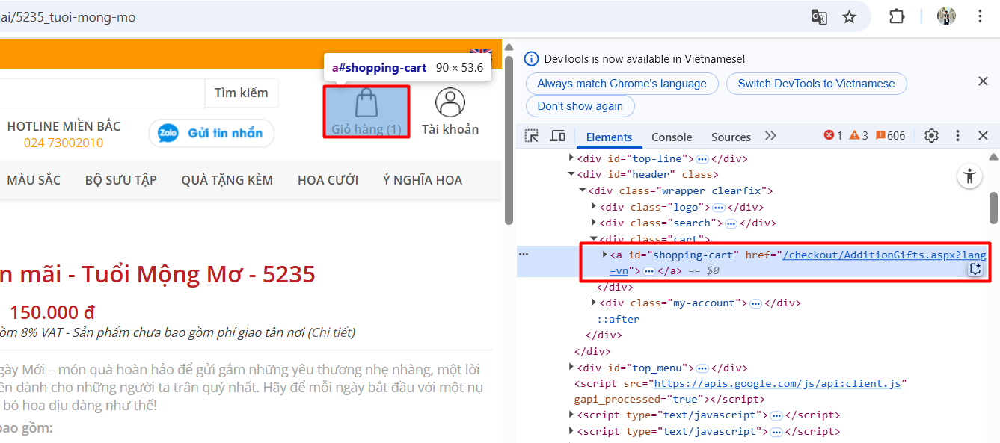 ai/5235_tuoi-mong-mo
a#shopping-cart 90 × 53.6
Tìm kiếm
Giỏ hàng (1)
Tài khoản
HOTLINE MIỀN BẮC
024 73002010
Zalo Gửi tin nhắn
MÀU SẮC BỘ SƯU TẬP QUÀ TẶNG KÈM HOA CƯỚI Ý NGHĨA HOA
n mãi - Tuổi Mộng Mơ - 5235
150.000 đ
ồm 8% VAT - Sản phẩm chưa bao gồm phí giao tân nơi (Chi tiết)
gày Mới – món quà hoàn hảo để gửi gắm những yêu thương nhẹ nhàng, một lời
ên dành cho những người ta trân quý nhất. Hãy để mỗi ngày bắt đầu với một nụ
bó hoa dịu dàng như thế!
bao gồm:
DevTools is now available in Vietnamese!
Always match Chrome's language
Switch DevTools to Vietnamese
Don't show again
Elements Console Sources 1 3 606
<div id="top-line"> </div>
<div id="header" class>
<div class="wrapper clearfix">
<div class="logo"> </div>
<div class="search"> </div>
<div class="cart">
<a id="shopping-cart" href="/checkout/AdditionGifts.aspx?lang
=vn"> </a> == $0
</div>
<div class="my-account"> </div>
::after
</div>
</div>
<div id="top_menu"> </div>
<script src="https://apis.google.com/js/api:client.js"
gapi_processed="true"></script>
<script type="text/javascript"> </script>
<script type="text/javascript"> </script>